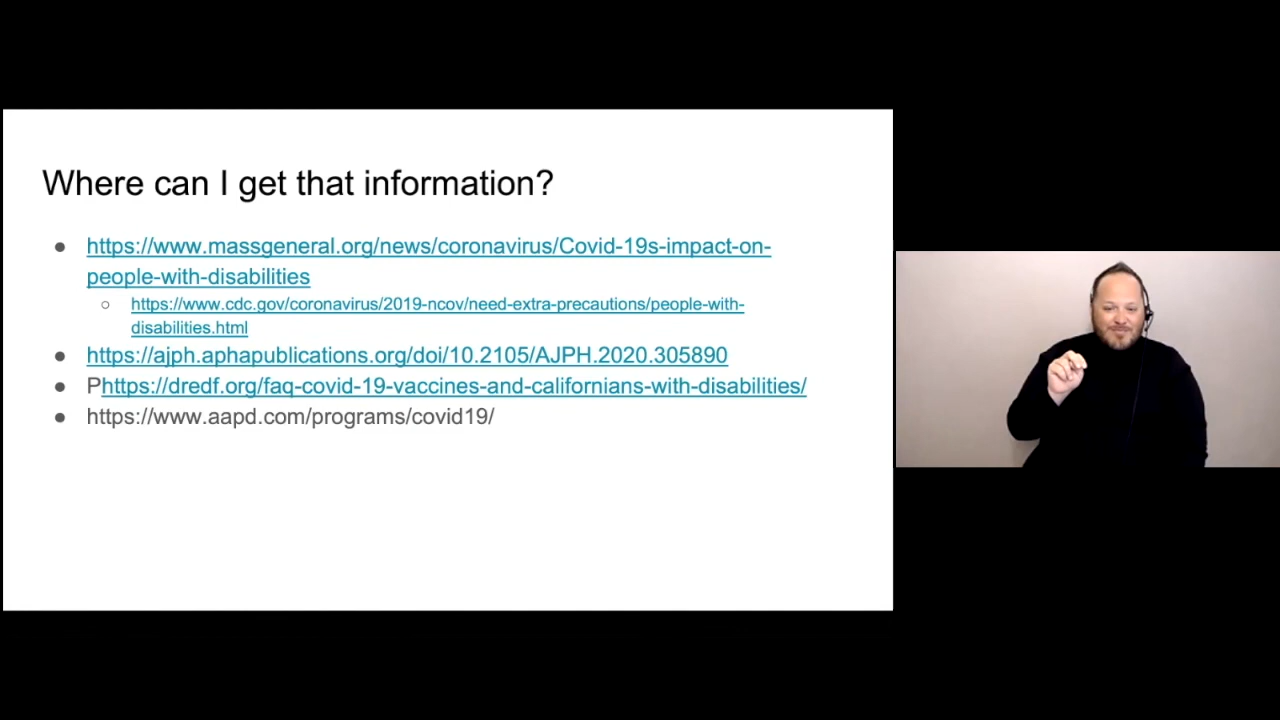 Where can I get that information?
https://www.massgeneral.org/news/coronavirus/Covid-19s-impact-on-
people-with-disabilities
https://www.cdc.gov/coronavirus/2019-ncov/need-extra-precautions/people-with-
disabilities.html
https://ajph.aphapublications.org/doi/10.2105/AJPH.2020.305890
Phttps://dredf.org/faq-covid-19-vaccines-and-californians-with-disabilities/
https://www.aapd.com/programs/covid19/